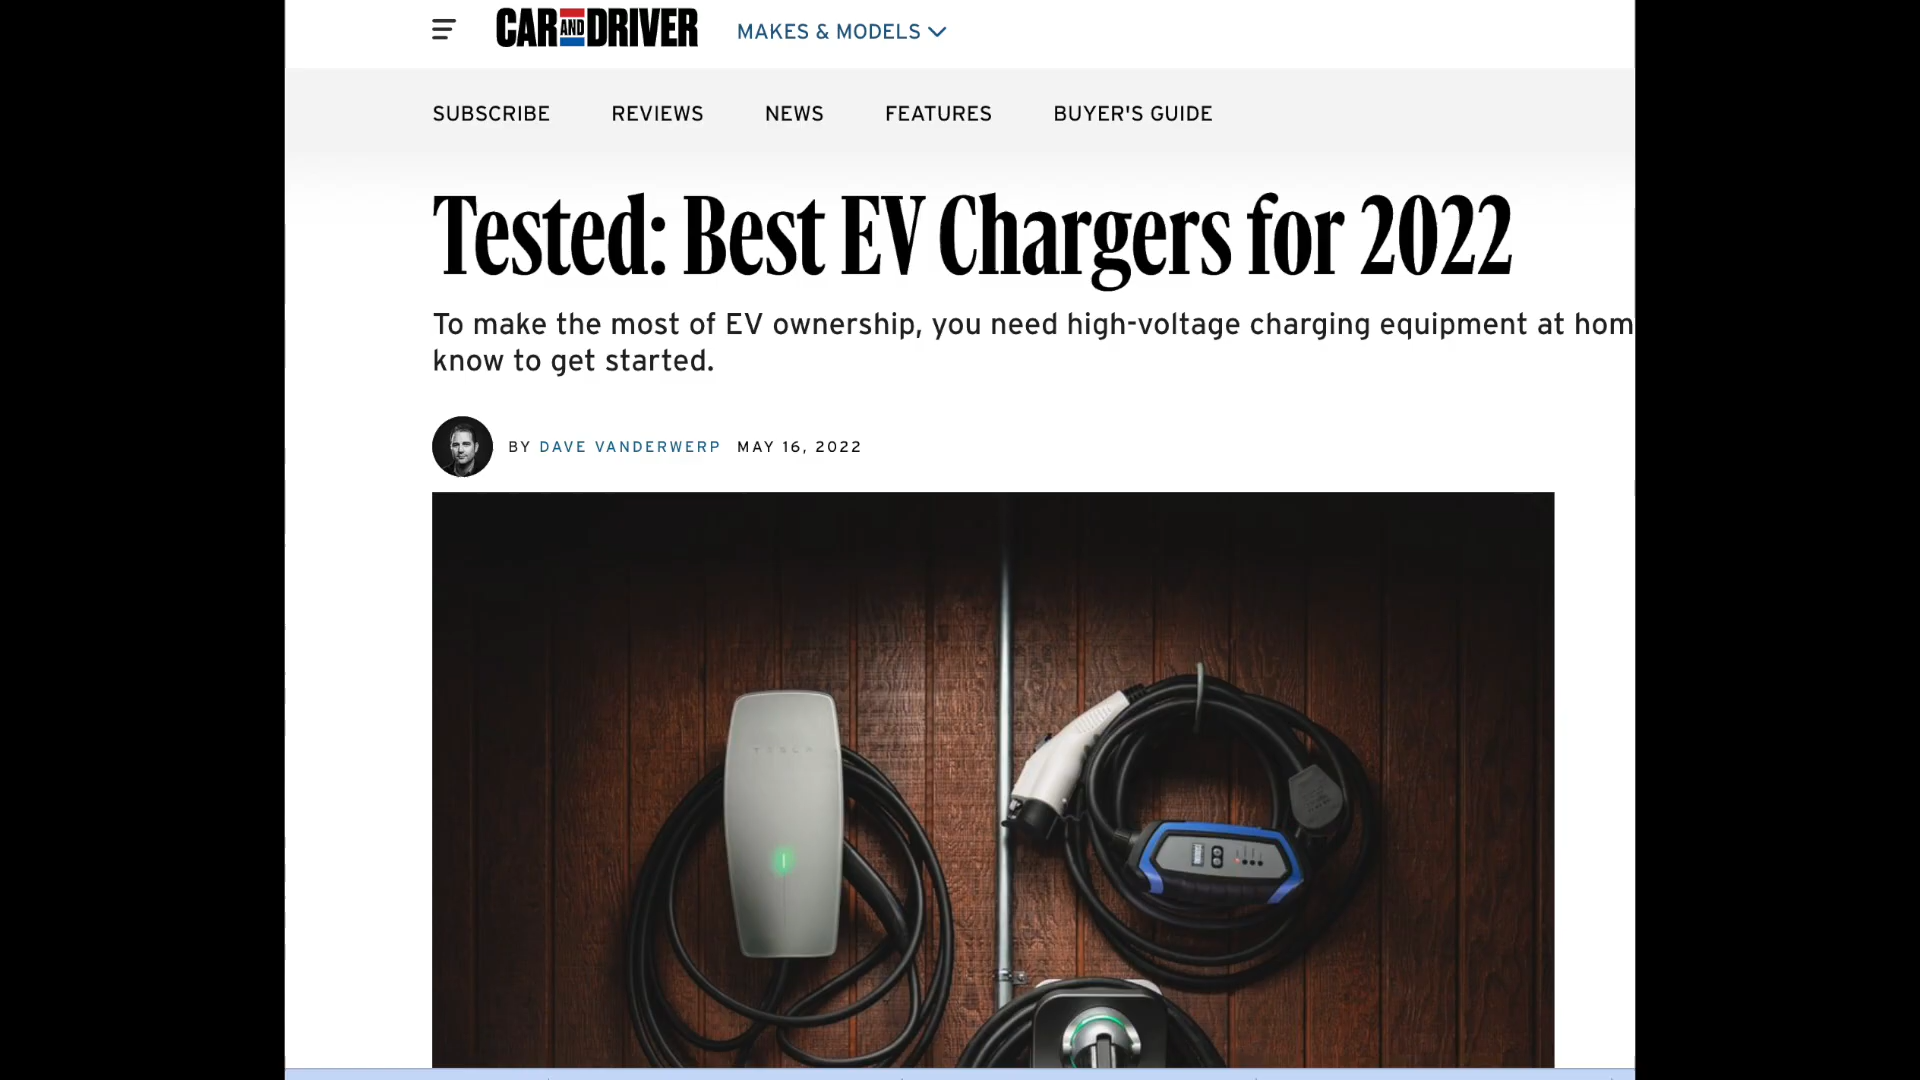 CAR AND DRIVER
MAKES & MODELS
SUBSCRIBE REVIEWS NEWS FEATURES BUYER'S GUIDE
Tested: Best EV Chargers for 2022
To make the most of EV ownership, you need high-voltage charging equipment at hom
know to get started.
BY DAVE VANDERWERP MAY 16, 2022
TESLA